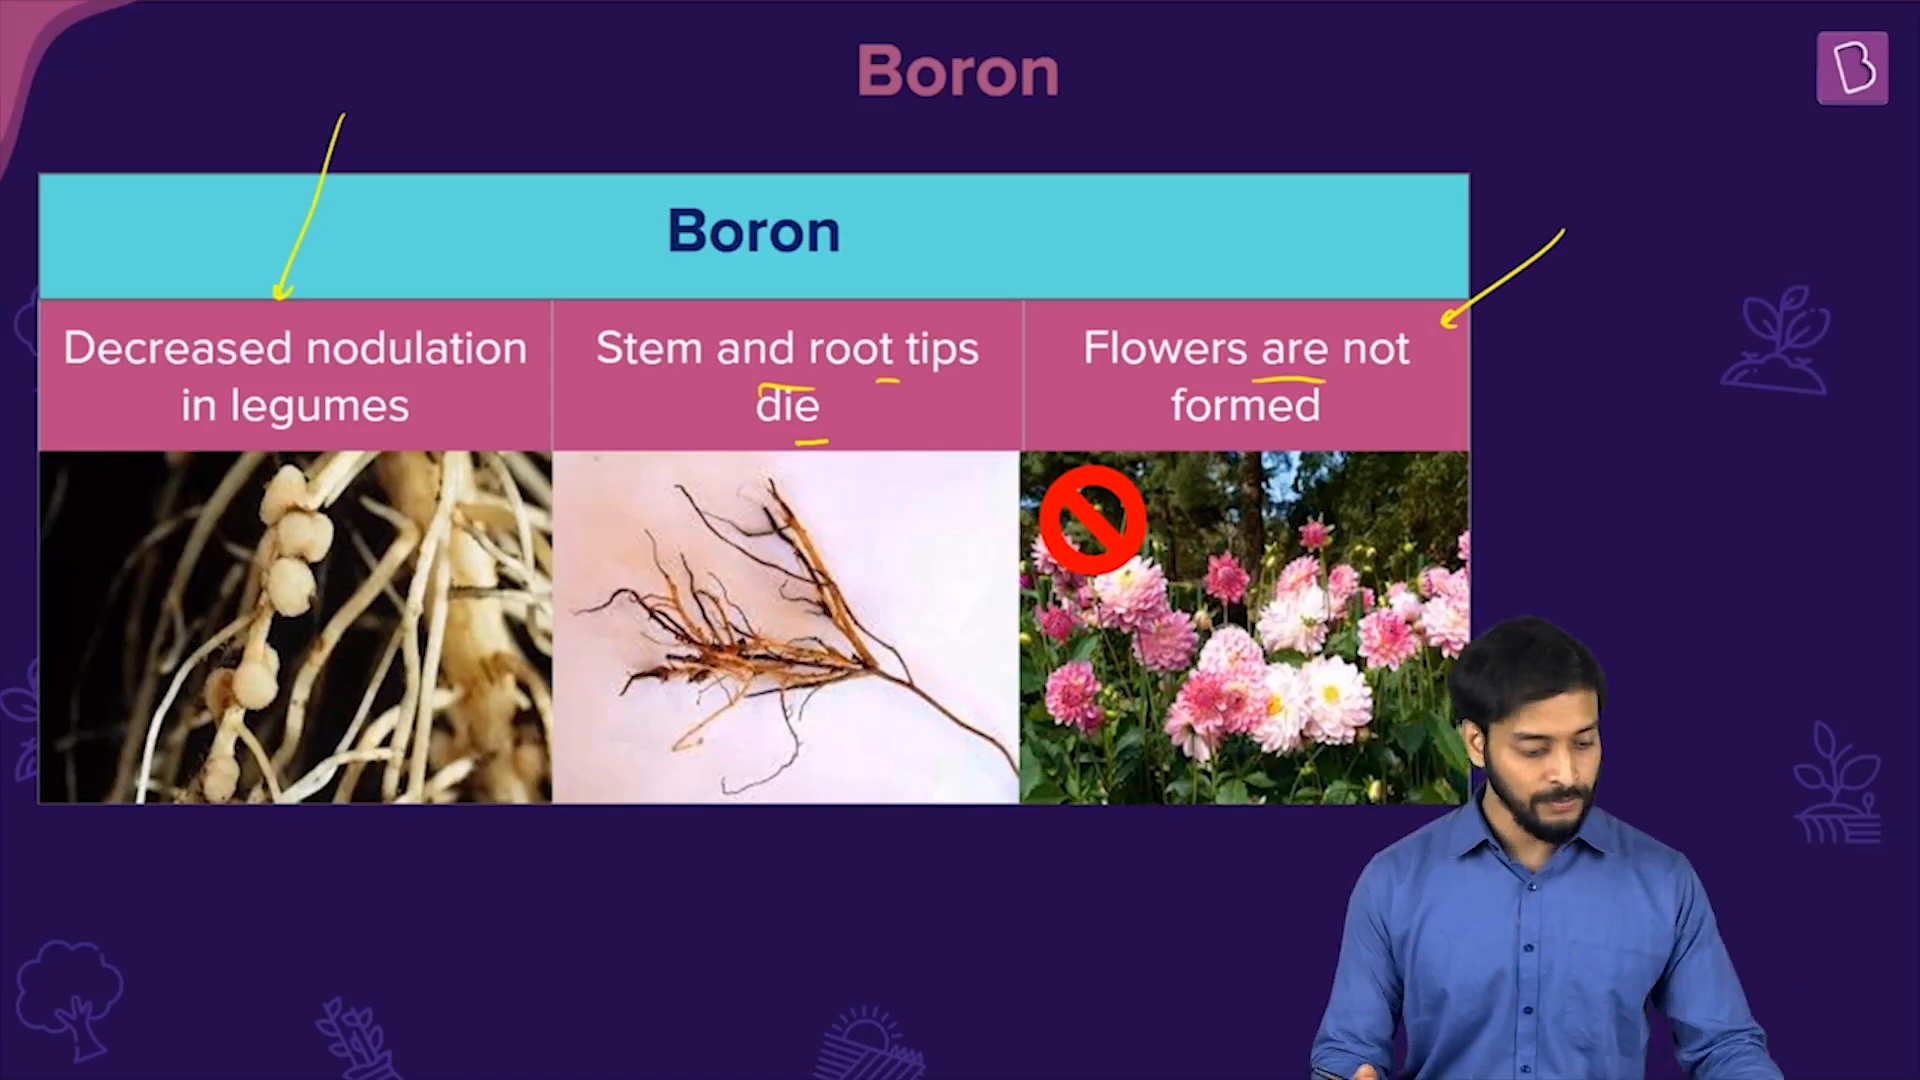 Boron
B
Boron
Decreased nodulation
in legumes
Stem and root tips
die
Flowers are not
formed